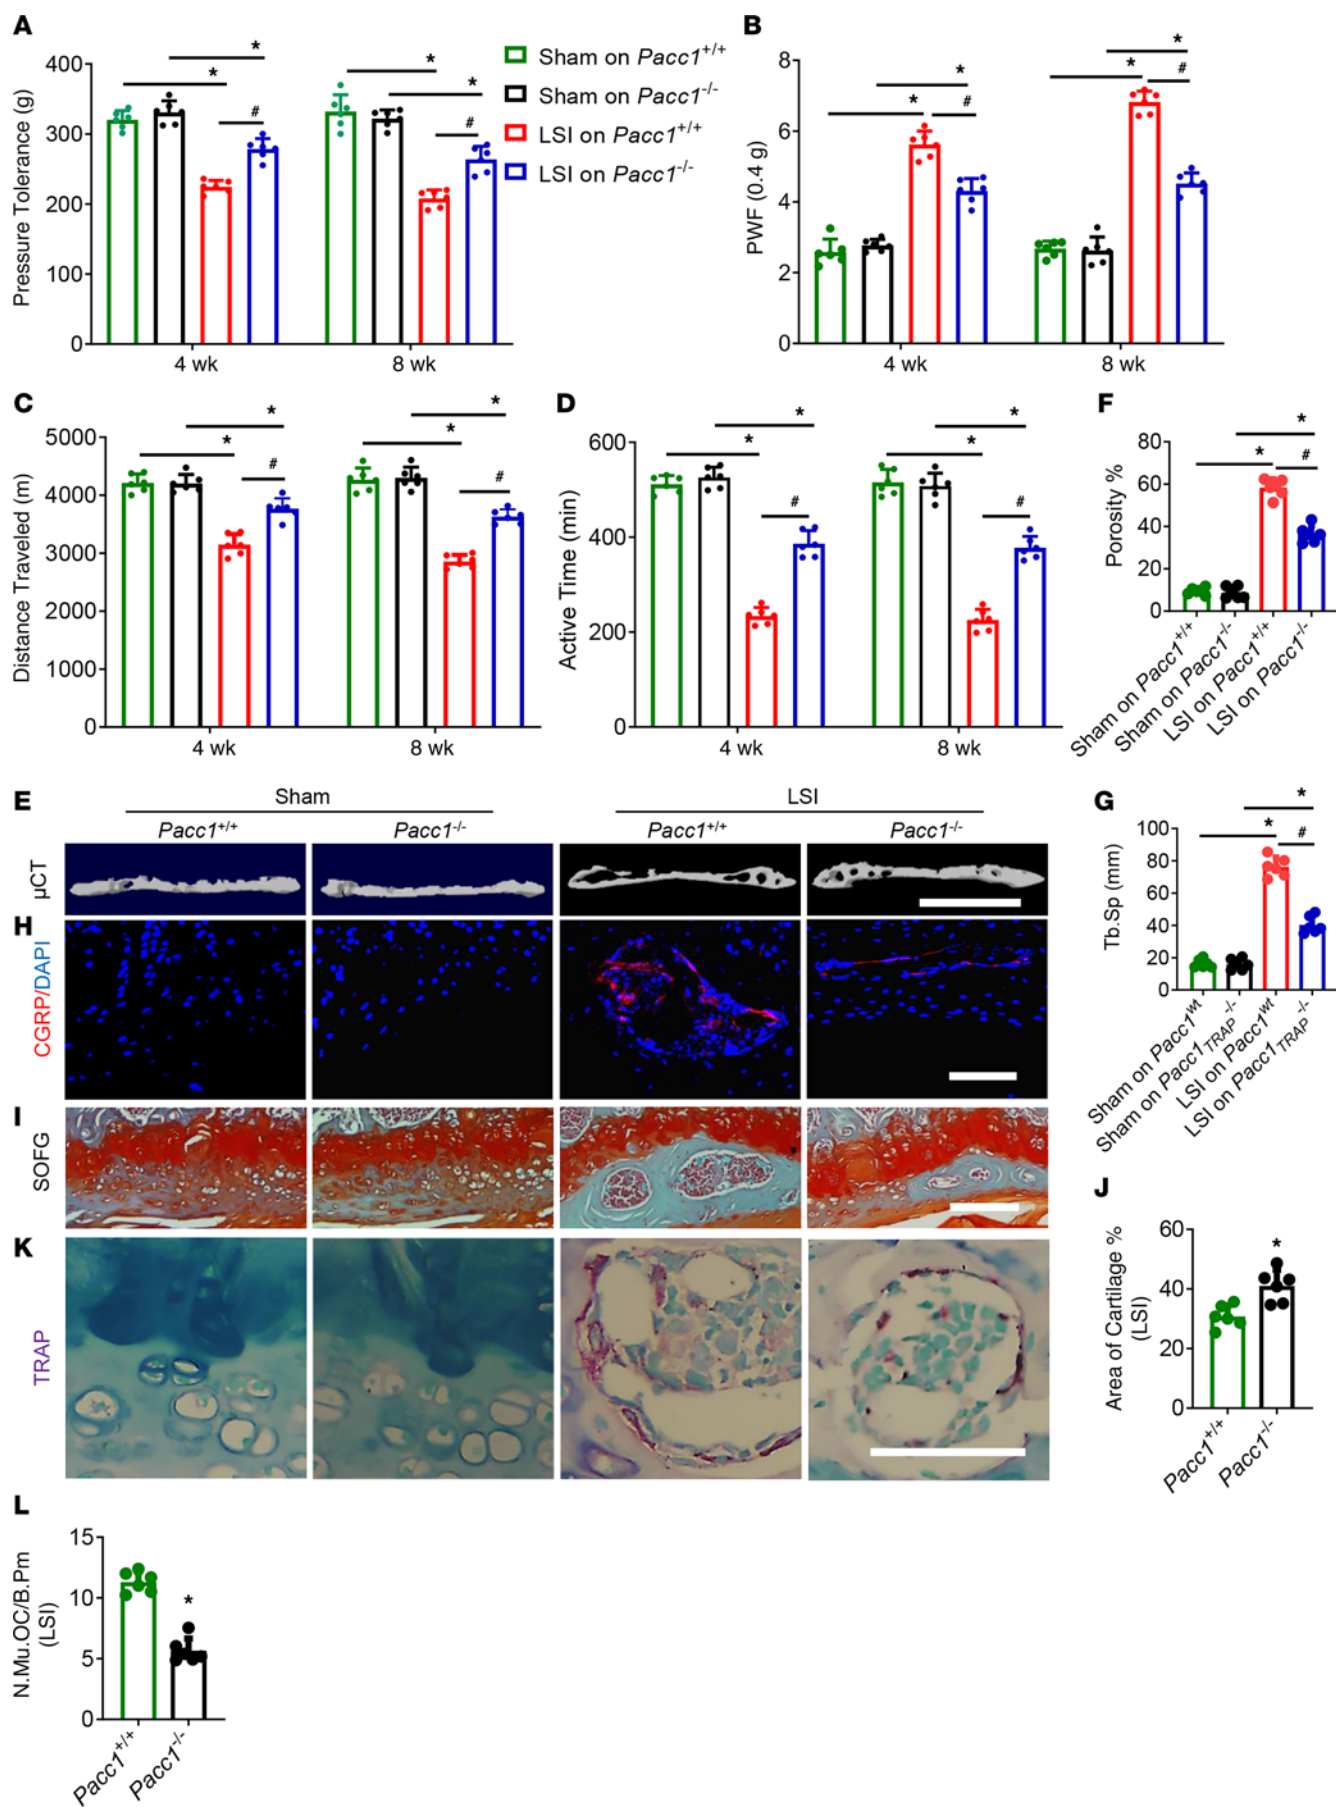 A
Pressure Tolerance (g)
400
300
200
100
0
* * # * * #
4 wk
8 wk
Sham on Pacc1+/+
Sham on Pacc1-/-
LSI on Pacc1+/+
LSI on Pacc1-/-
B
PWF (0.4 g)
8
6
4
2
0
* * # * * #
4 wk
8 wk
C
Distance Traveled (m)
5000
4000
3000
2000
1000
0
* * # * * #
4 wk
8 wk
D
Active Time (min)
600
400
200
0
* * # * * #
4 wk
8 wk
F
Porosity %
80
60
40
20
0
* * #
Sham on Pacc1+/+
Sham on Pacc1-/-
LSI on Pacc1+/+
LSI on Pacc1-/-
E
Sham
LSI
Pacc1+/+
Pacc1-/-
Pacc1+/+
Pacc1-/-
µCT
G
Tb.Sp (mm)
100
80
60
40
20
0
* * #
Sham on Pacc1wt
Sham on Pacc1TRAP-/-
LSI on Pacc1wt
LSI on Pacc1TRAP-/-
H
CGRP/DAPI
I
SOFG
J
Area of Cartilage %
(LSI)
60
40
20
0
*
Pacc1+/+
Pacc1-/-
K
TRAP
L
N.Mu.OC/B.Pm
(LSI)
15
10
5
0
*
Pacc1+/+
Pacc1-/-